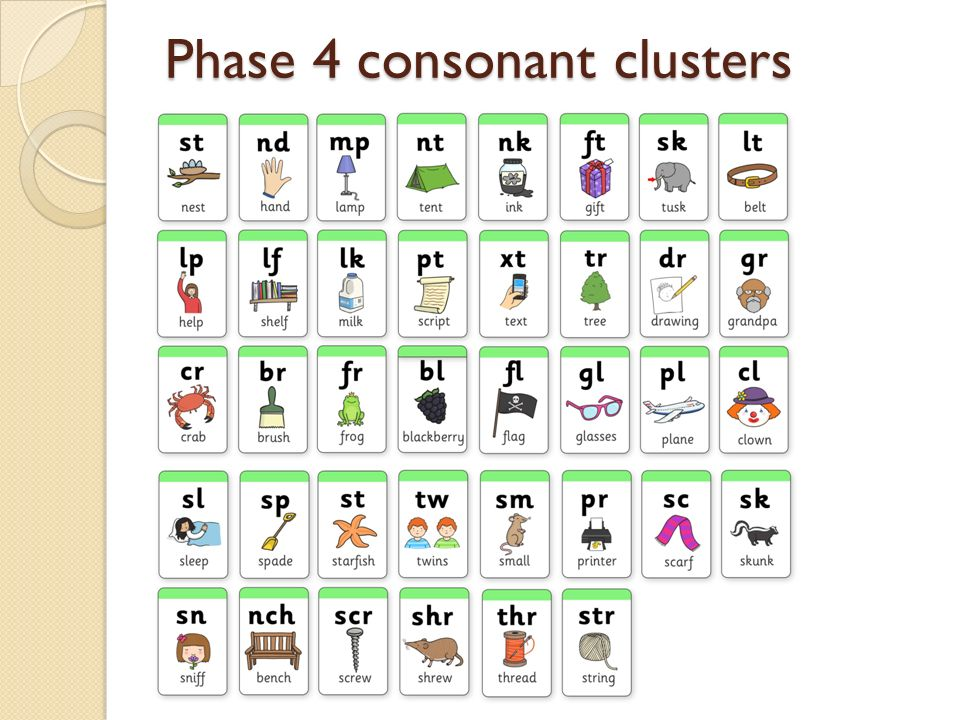 Phase 4 consonant clusters
st nd mp nt nk ft sk lt
nest hand lamp tent ink gift tusk belt
lp lf lk pt xt tr dr gr
help shelf milk script text tree drawing grandpa
cr br fr bl fl gl pl cl
crab brush frog blackberry flag glasses plane clown
sl sp st tw sm pr sc sk
sleep spade starfish twins small printer scarf skunk
sn nch scr shr thr str
sniff bench screw shrew thread string